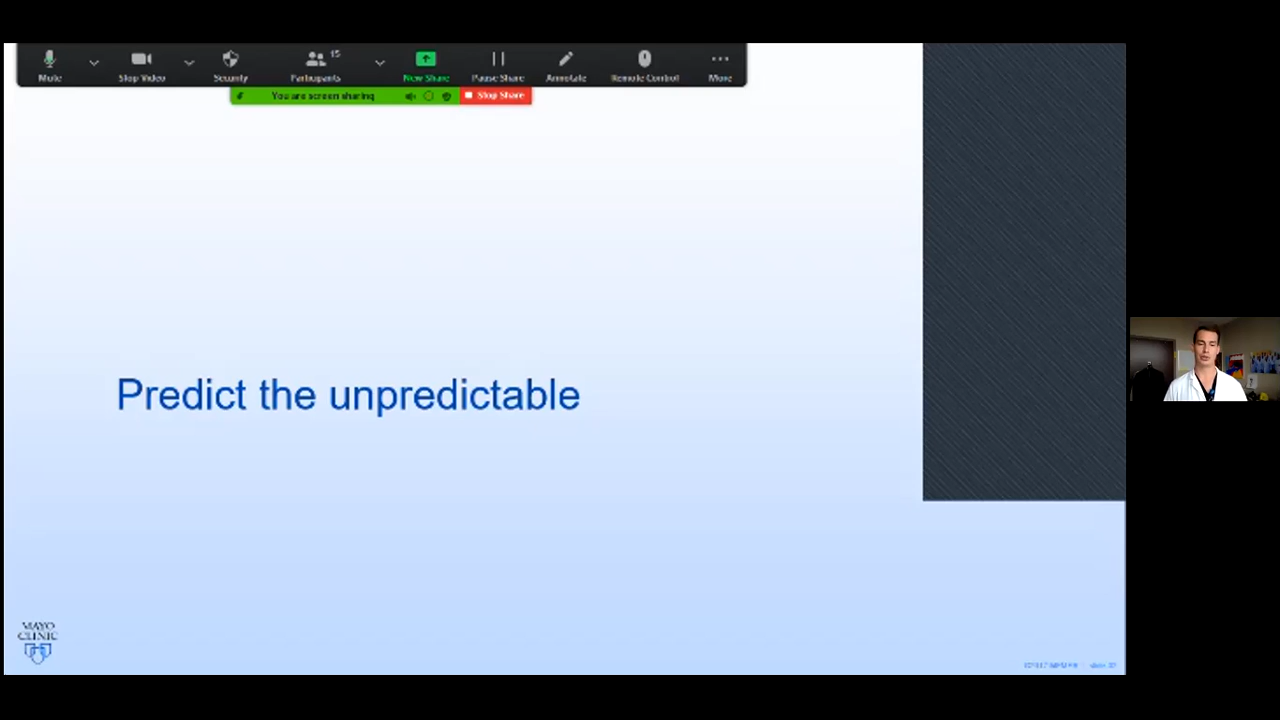 15
Mute
Stop Video
Security
Participants
New Share
Pause Share
Annotate
Remote Control
More
You are screen sharing
Stop Share
Predict the unpredictable
MAYO
CLINIC